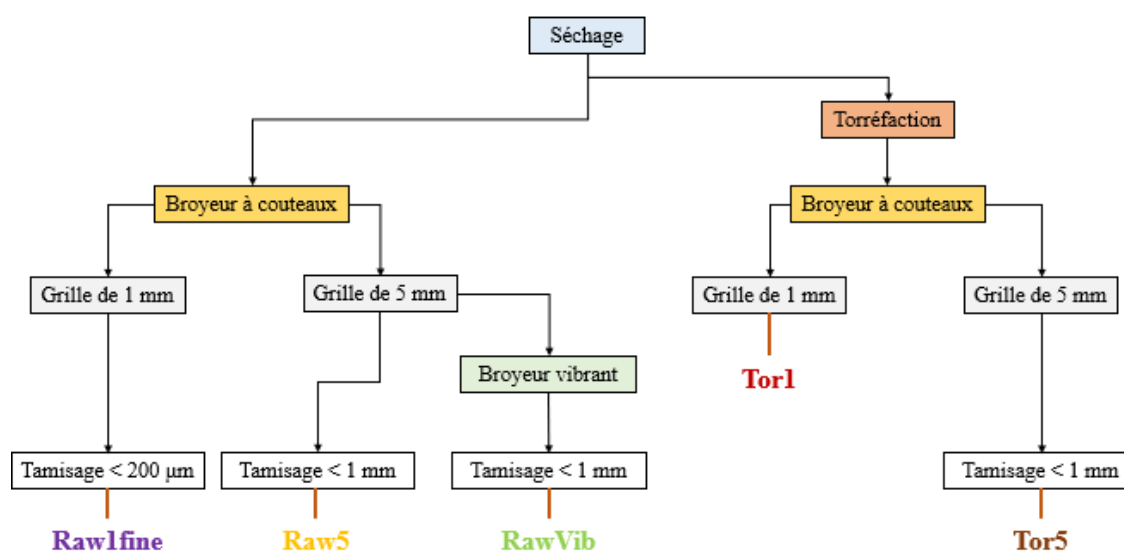 Séchage
Torréfaction
Broyeur à couteaux
Broyeur à couteaux
Grille de 1 mm
Grille de 5 mm
Grille de 1 mm
Grille de 5 mm
Broyeur vibrant
Tor1
Tamisage < 200 µm
Tamisage < 1 mm
Tamisage < 1 mm
Tamisage < 1 mm
Raw1fine
Raw5
RawVib
Tor5